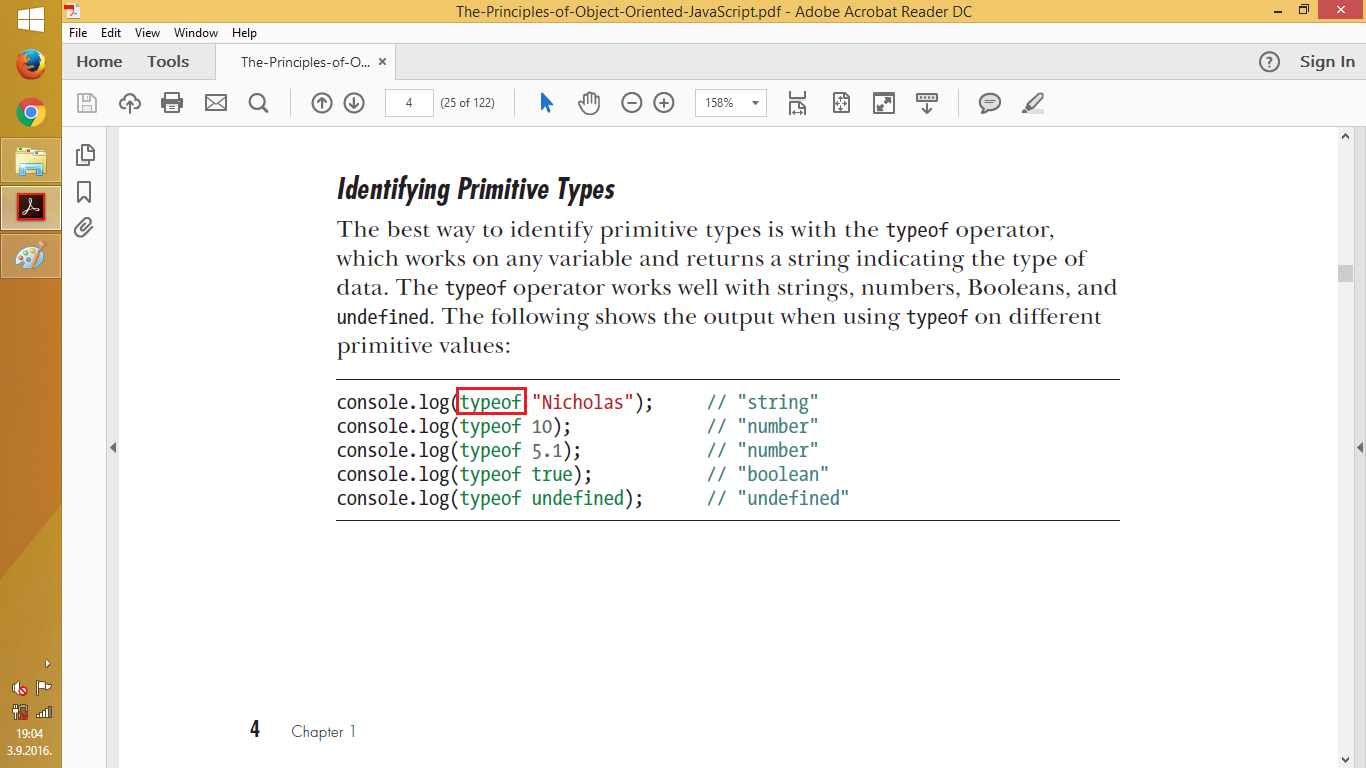 The-Principles-of-Object-Oriented-JavaScript.pdf - Adobe Acrobat Reader DC
File Edit View Window Help
Home Tools The-Principles-of-O... × ? Sign In
4 (25 of 122) 158%
Identifying Primitive Types
The best way to identify primitive types is with the typeof operator,
which works on any variable and returns a string indicating the type of
data. The typeof operator works well with strings, numbers, Booleans, and
undefined. The following shows the output when using typeof on different
primitive values:
console.log(typeof "Nicholas"); // "string"
console.log(typeof 10); // "number"
console.log(typeof 5.1); // "number"
console.log(typeof true); // "boolean"
console.log(typeof undefined); // "undefined"
4 Chapter 1
19:04
3.9.2016.